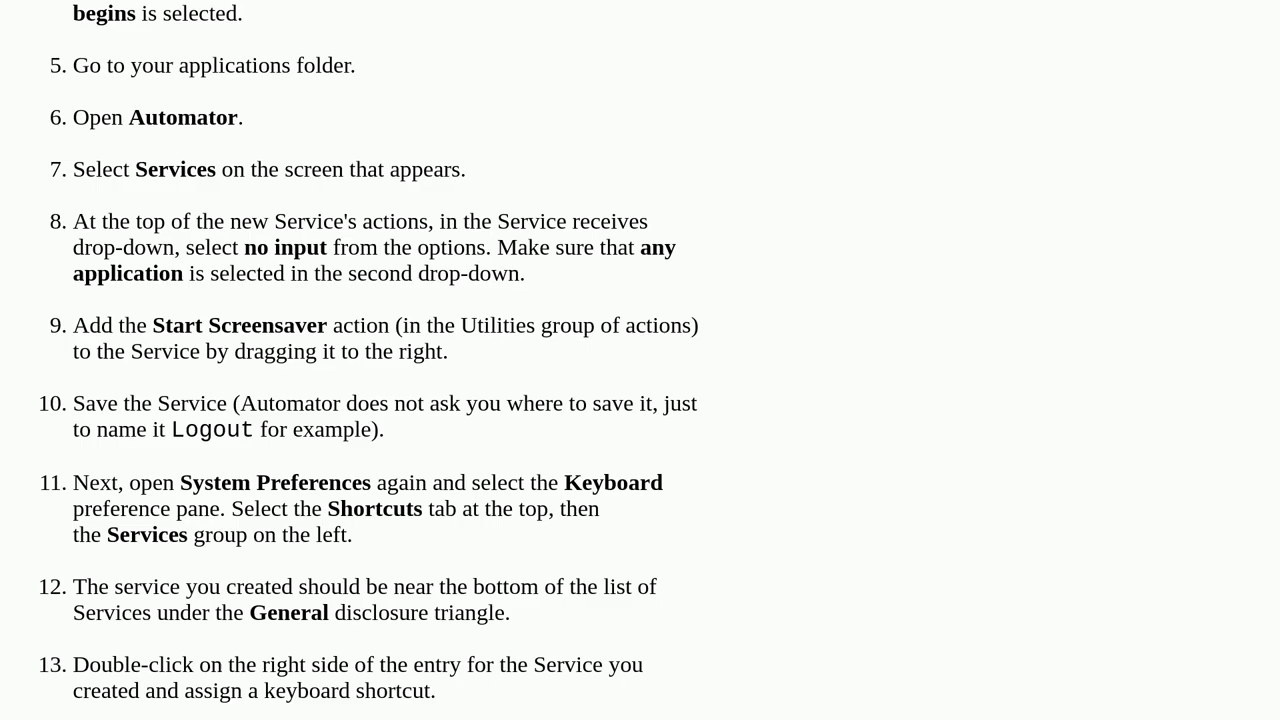 begins is selected.
5. Go to your applications folder.
6. Open Automator.
7. Select Services on the screen that appears.
8. At the top of the new Service's actions, in the Service receives
drop-down, select no input from the options. Make sure that any
application is selected in the second drop-down.
9. Add the Start Screensaver action (in the Utilities group of actions)
to the Service by dragging it to the right.
10. Save the Service (Automator does not ask you where to save it, just
to name it Logout for example).
11. Next, open System Preferences again and select the Keyboard
preference pane. Select the Shortcuts tab at the top, then
the Services group on the left.
12. The service you created should be near the bottom of the list of
Services under the General disclosure triangle.
13. Double-click on the right side of the entry for the Service you
created and assign a keyboard shortcut.